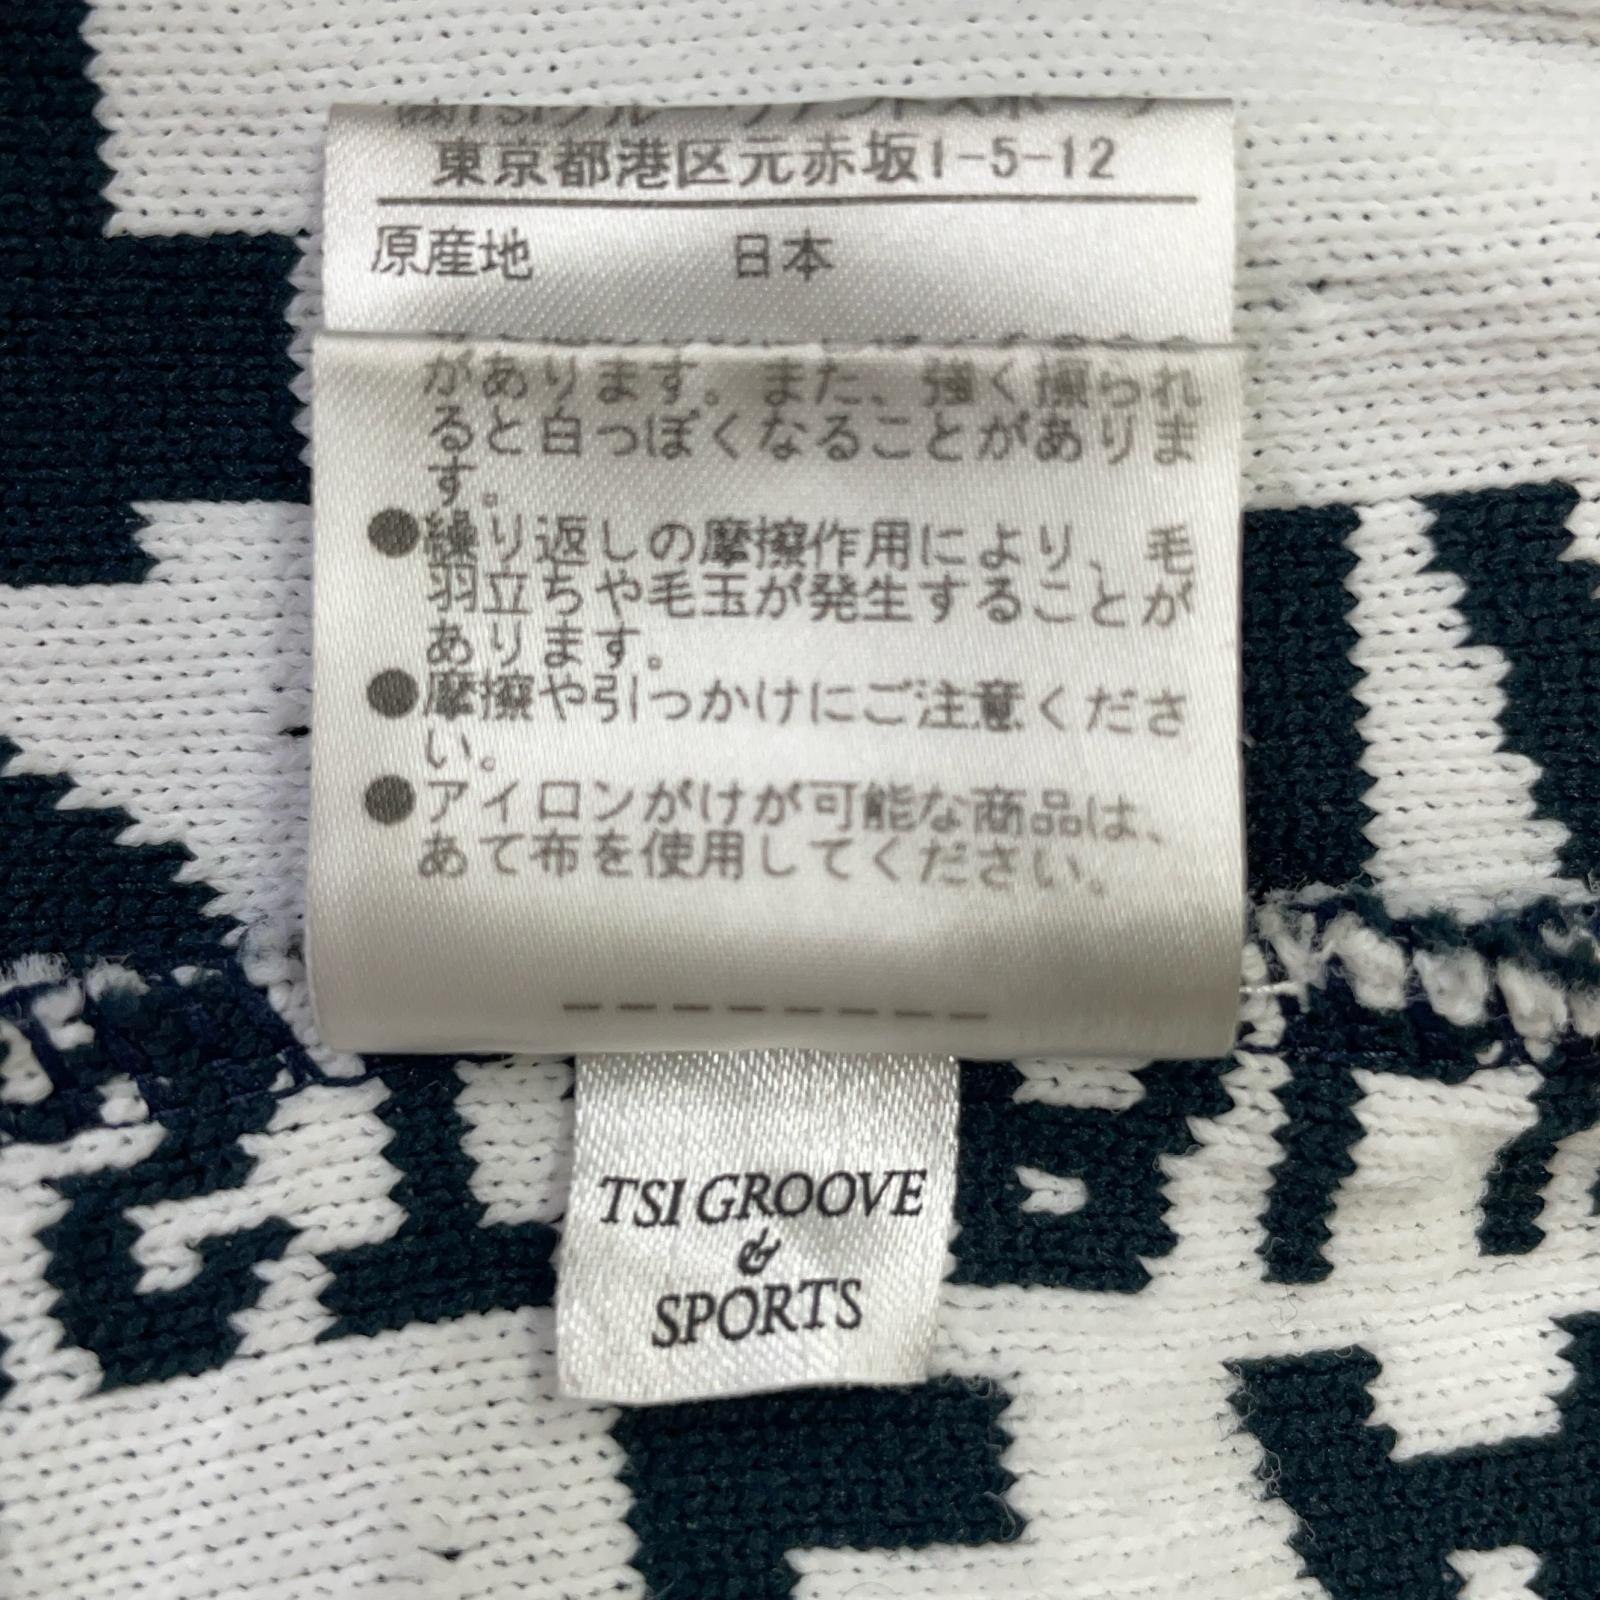 東京都港区元赤坂1-5-12
原産地 日本
があります。また、強く擦られ
ると白っぽくなることがありま
す。
●繰り返しの摩擦作用により、毛
羽立ちや毛玉が発生することが
あります。
●摩擦や引っかけにご注意くださ
い。
●アイロンがけが可能な商品は、
あて布を使用してください。
TSI GROOVE
&
SPORTS